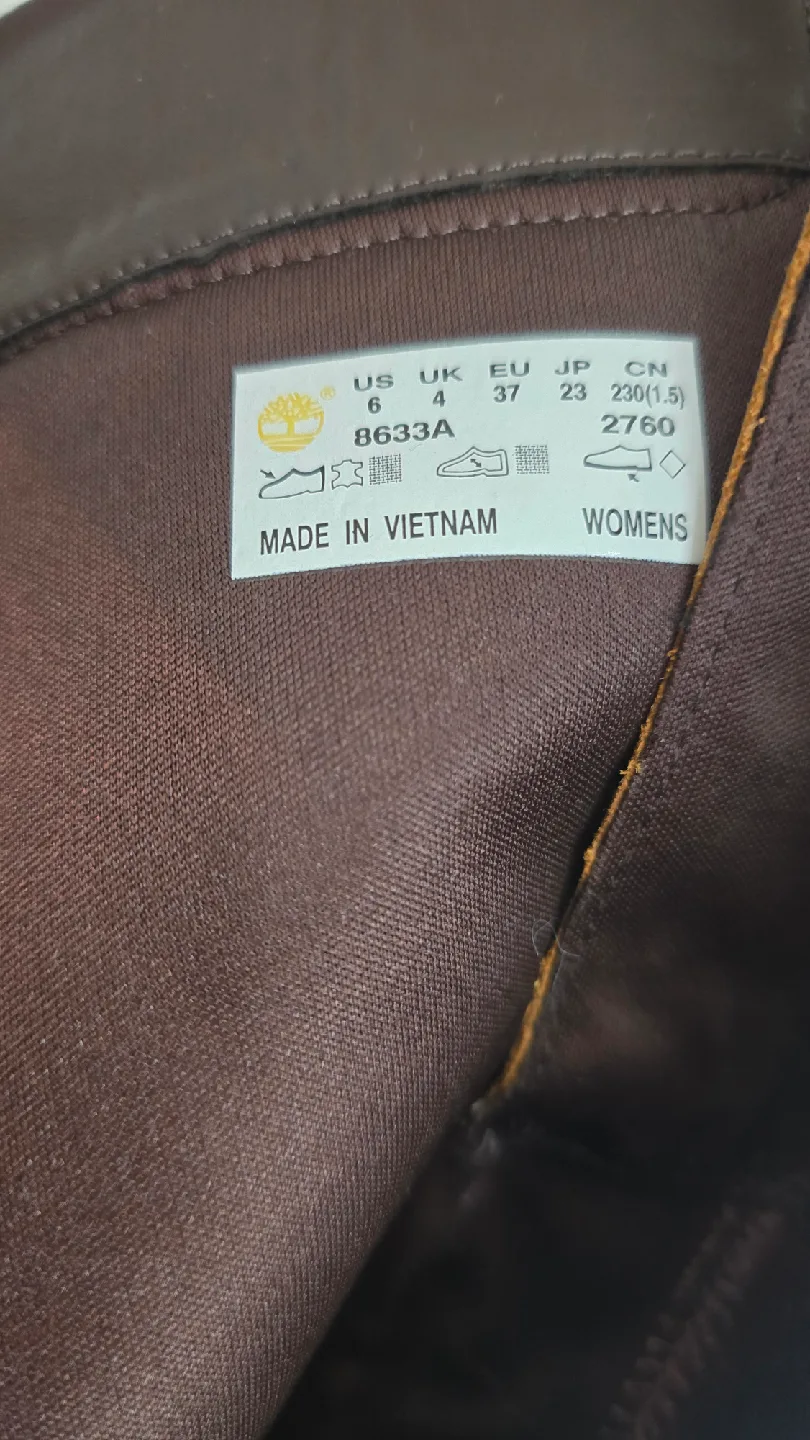 US UK EU JP CN
6 4 37 23 230(1.5)
8633A 2760
MADE IN VIETNAM WOMENS
®